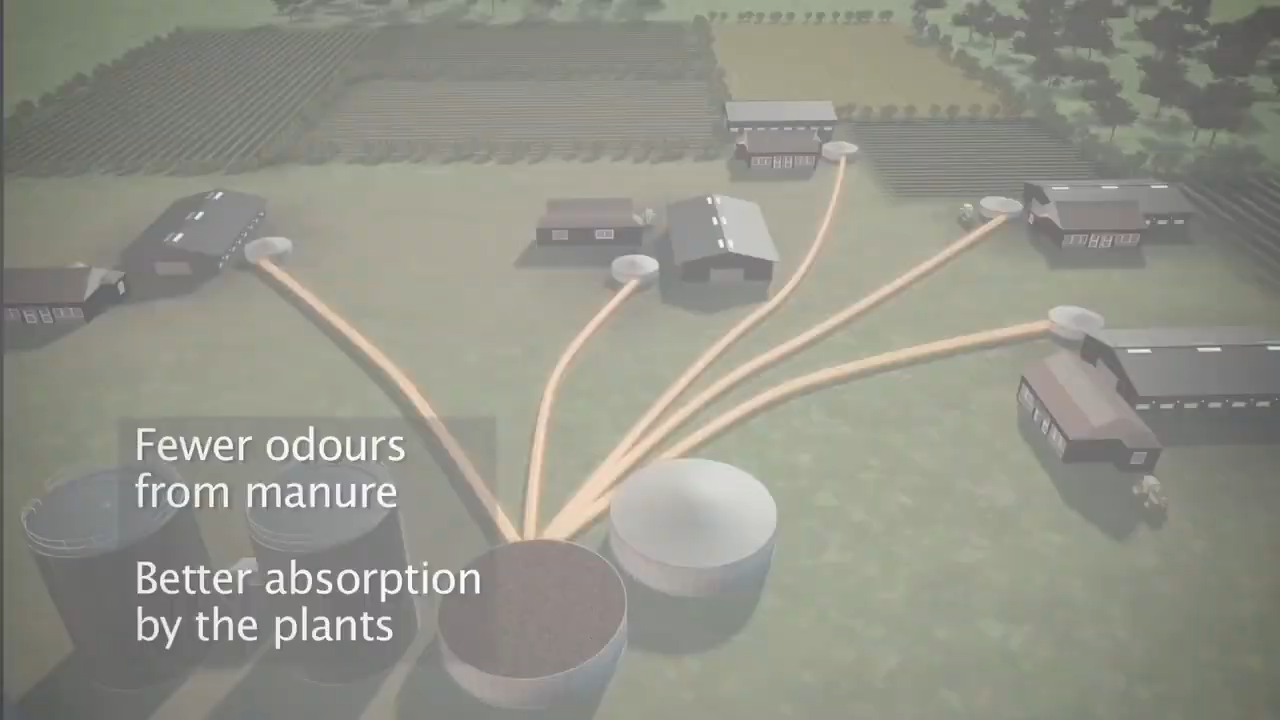 Fewer odours
from manure
Better absorption
by the plants